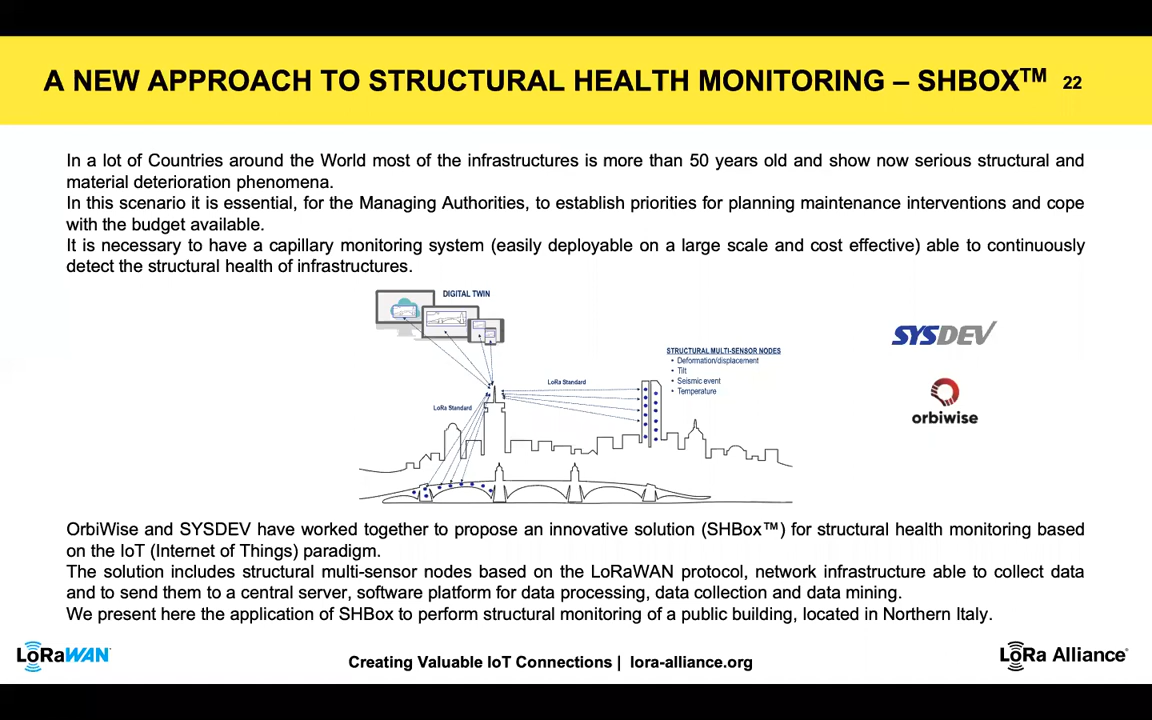 A NEW APPROACH TO STRUCTURAL HEALTH MONITORING – SHBOX™ 22
In a lot of Countries around the World most of the infrastructures is more than 50 years old and show now serious structural and
material deterioration phenomena.
In this scenario it is essential, for the Managing Authorities, to establish priorities for planning maintenance interventions and cope
with the budget available.
It is necessary to have a capillary monitoring system (easily deployable on a large scale and cost effective) able to continuously
detect the structural health of infrastructures.
DIGITAL TWIN
STRUCTURAL MULTI-SENSOR NODES
• Deformation/displacement
• Tilt
• Seismic event
• Temperature
LoRa Standard
LoRa Standard
SYSDEV
orbiwise
OrbiWise and SYSDEV have worked together to propose an innovative solution (SHBox™) for structural health monitoring based
on the IoT (Internet of Things) paradigm.
The solution includes structural multi-sensor nodes based on the LoRaWAN protocol, network infrastructure able to collect data
and to send them to a central server, software platform for data processing, data collection and data mining.
We present here the application of SHBox to perform structural monitoring of a public building, located in Northern Italy.
LoRaWAN
Creating Valuable IoT Connections | lora-alliance.org
LoRa Alliance®